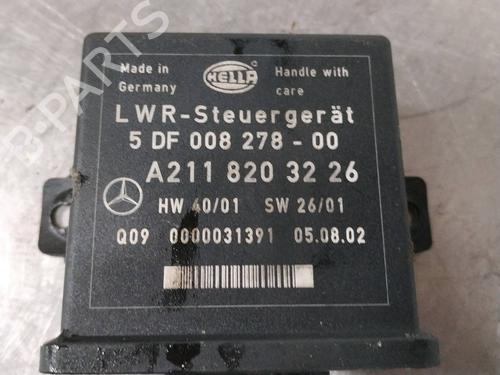 B-PARTS
Made in
Germany
HELLA
Handle with
care
LWR-Steuergerät
5 DF 008 278 - 00
A211 820 32 26
HW 40/01 SW 26/01
Q09 0000031391 05.08.02